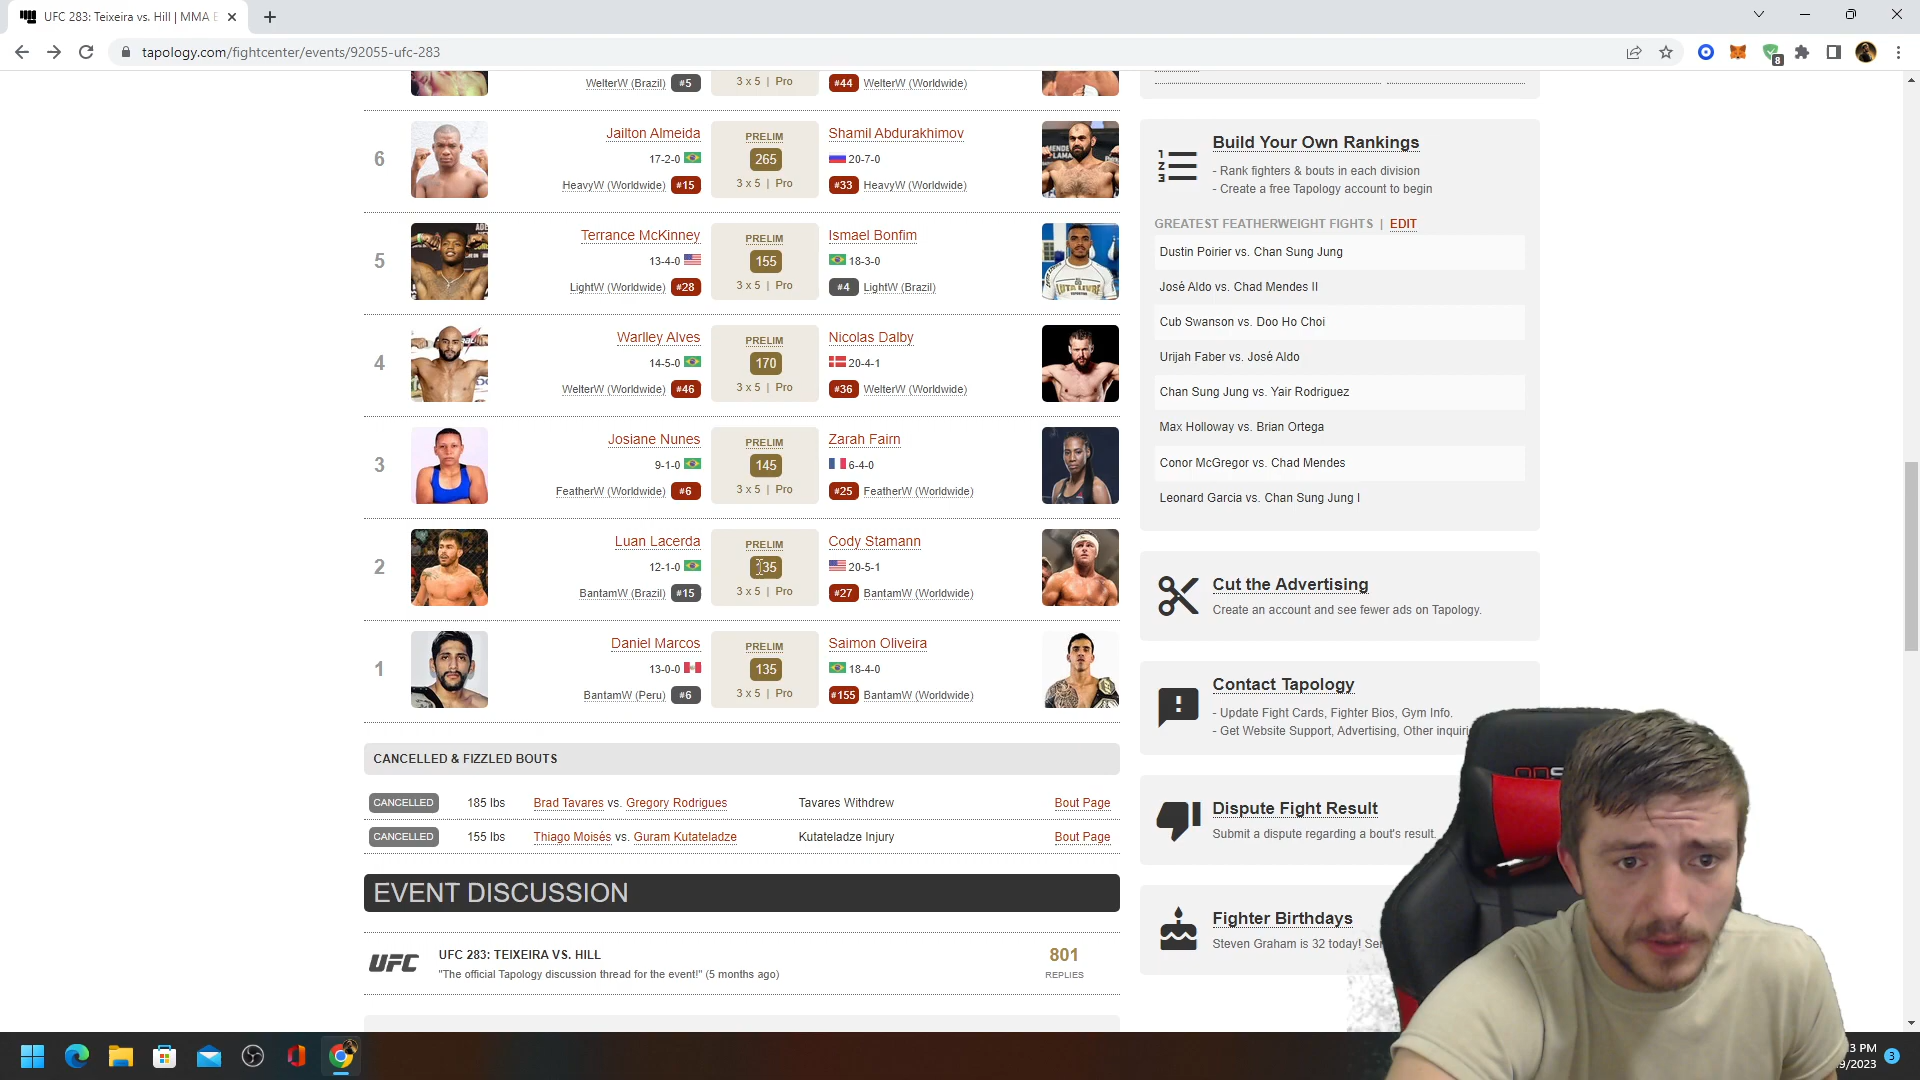 UFC 283: Teixeira vs. Hill | MMA E
tapology.com/fightcenter/events/92055-ufc-283
8
WelterW (Brazil) #5
3 x 5 | Pro
#44 WelterW (Worldwide)
6
Jailton Almeida
17-2-0
HeavyW (Worldwide) #15
PRELIM
265
3 x 5 | Pro
Shamil Abdurakhimov
20-7-0
#33 HeavyW (Worldwide)
5
Terrance McKinney
13-4-0
LightW (Worldwide) #28
PRELIM
155
3 x 5 | Pro
Ismael Bonfim
18-3-0
#4 LightW (Brazil)
4
Warlley Alves
14-5-0
WelterW (Worldwide) #46
PRELIM
170
3 x 5 | Pro
Nicolas Dalby
20-4-1
#36 WelterW (Worldwide)
3
Josiane Nunes
9-1-0
FeatherW (Worldwide) #6
PRELIM
145
3 x 5 | Pro
Zarah Fairn
6-4-0
#25 FeatherW (Worldwide)
2
Luan Lacerda
12-1-0
BantamW (Brazil) #15
PRELIM
135
3 x 5 | Pro
Cody Stamann
20-5-1
#27 BantamW (Worldwide)
1
Daniel Marcos
13-0-0
BantamW (Peru) #6
PRELIM
135
3 x 5 | Pro
Saimon Oliveira
18-4-0
#155 BantamW (Worldwide)
CANCELLED & FIZZLED BOUTS
CANCELLED 185 lbs Brad Tavares vs. Gregory Rodrigues Tavares Withdrew Bout Page
CANCELLED 155 lbs Thiago Moisés vs. Guram Kutateladze Kutateladze Injury Bout Page
EVENT DISCUSSION
UFC
UFC 283: TEIXEIRA VS. HILL
"The official Tapology discussion thread for the event!" (5 months ago)
801
REPLIES
Build Your Own Rankings
- Rank fighters & bouts in each division
- Create a free Tapology account to begin
GREATEST FEATHERWEIGHT FIGHTS | EDIT
Dustin Poirier vs. Chan Sung Jung
José Aldo vs. Chad Mendes II
Cub Swanson vs. Doo Ho Choi
Urijah Faber vs. José Aldo
Chan Sung Jung vs. Yair Rodriguez
Max Holloway vs. Brian Ortega
Conor McGregor vs. Chad Mendes
Leonard Garcia vs. Chan Sung Jung I
Cut the Advertising
Create an account and see fewer ads on Tapology.
Contact Tapology
- Update Fight Cards, Fighter Bios, Gym Info.
- Get Website Support, Advertising, Other inquiri
Dispute Fight Result
Submit a dispute regarding a bout's result.
Fighter Birthdays
Steven Graham is 32 today! Ser
3 PM
9/2023
3